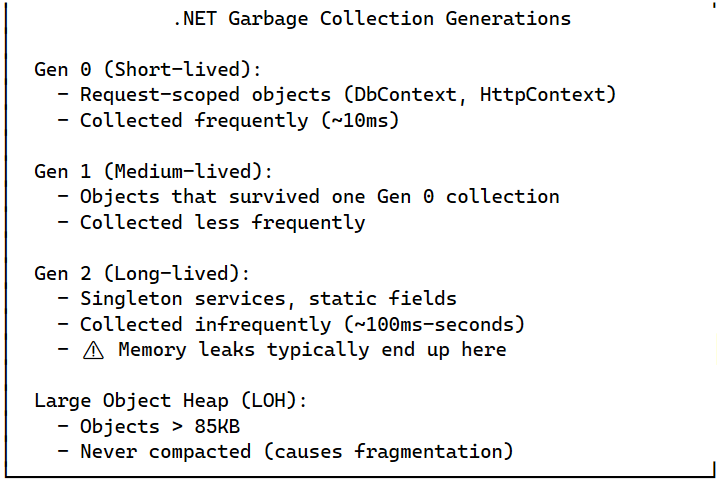 .NET Garbage Collection Generations
Gen 0 (Short-lived):
- Request-scoped objects (DbContext, HttpContext)
- Collected frequently (~10ms)
Gen 1 (Medium-lived):
- Objects that survived one Gen 0 collection
- Collected less frequently
Gen 2 (Long-lived):
- Singleton services, static fields
- Collected infrequently (~100ms-seconds)
- ⚠ Memory leaks typically end up here
Large Object Heap (LOH):
- Objects > 85KB
- Never compacted (causes fragmentation)